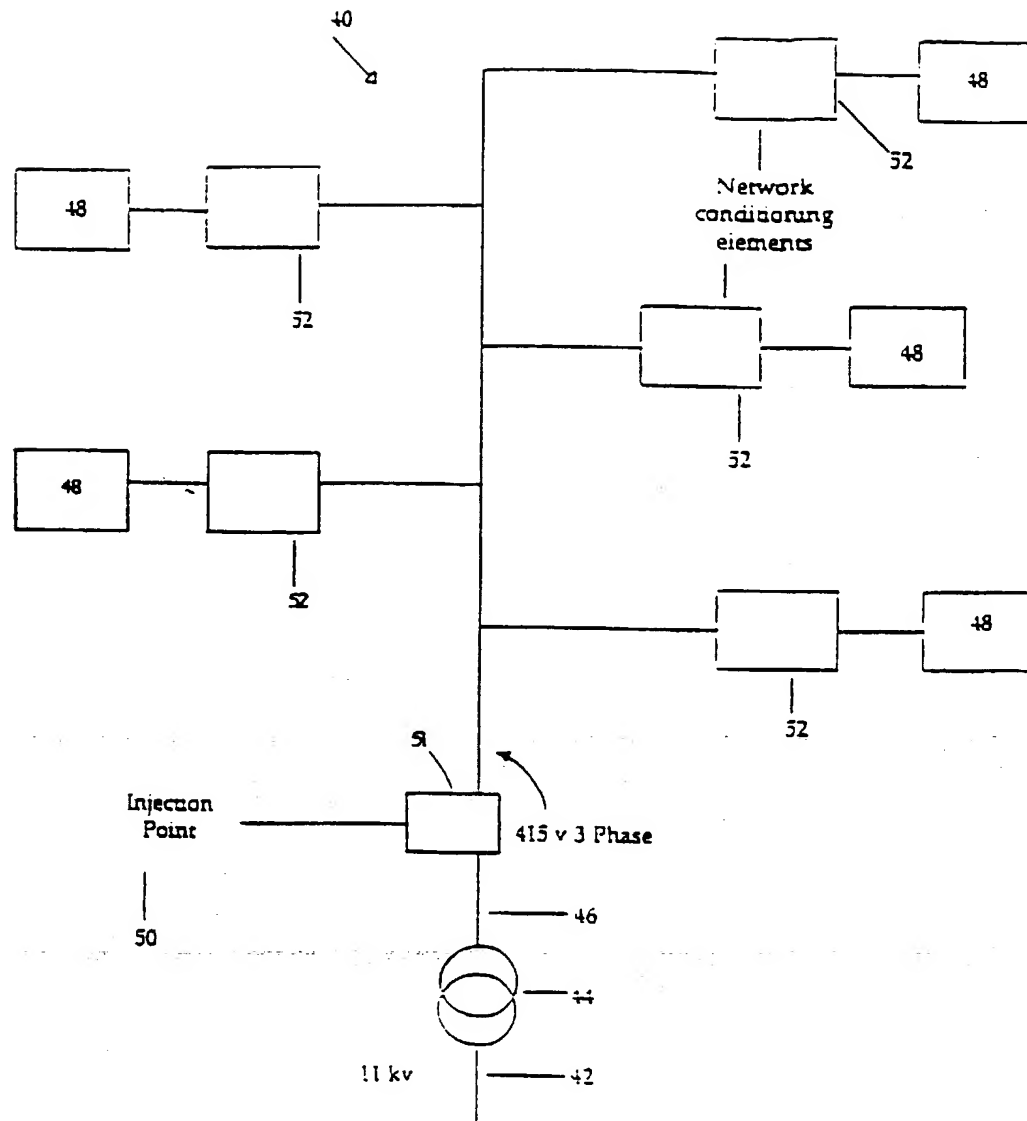 40
48
52
Network
conditioning
elements
48
52
48
52
48
52
48
52
51
Injection
Point
415 v 3 Phase
50
46
44
11 kv
42